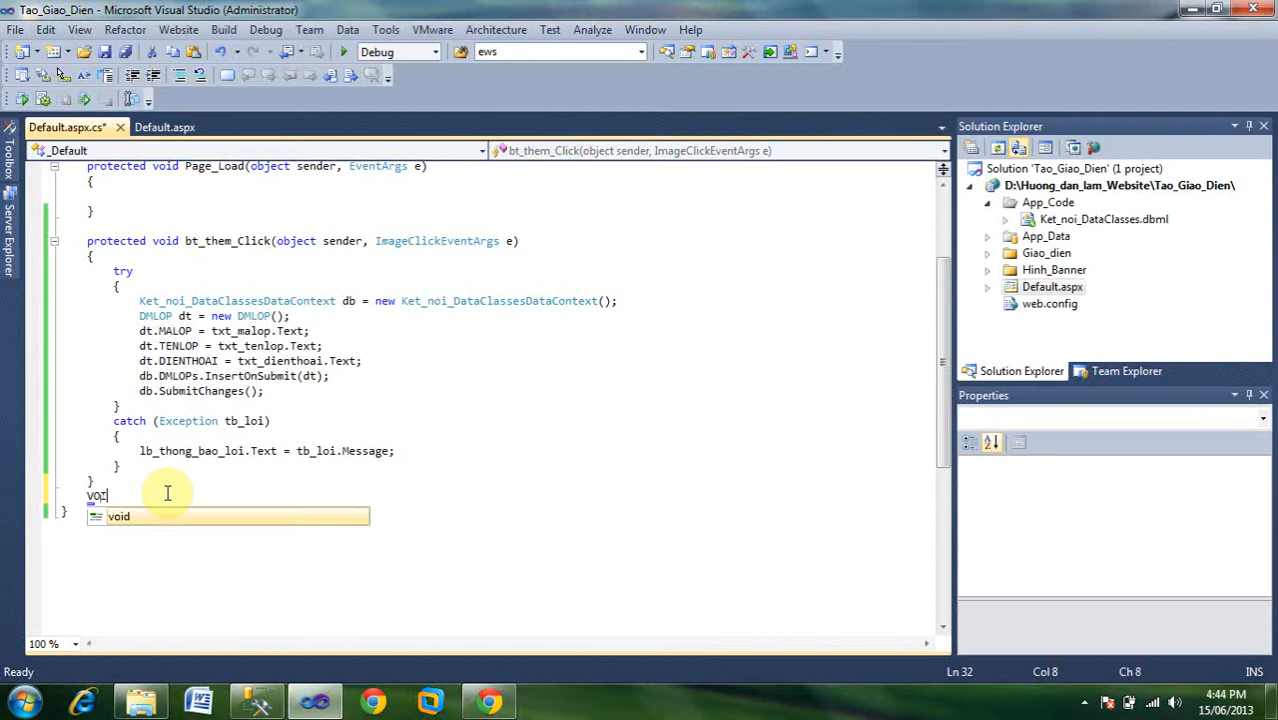 Tao_Giao_Dien - Microsoft Visual Studio (Administrator)
File Edit View Refactor Website Build Debug Team Data Tools VMware Architecture Test Analyze Window Help
Debug ews
Default.aspx.cs* Default.aspx
_Default bt_them_Click(object sender, ImageClickEventArgs e)
protected void Page_Load(object sender, EventArgs e)
{
}
protected void bt_them_Click(object sender, ImageClickEventArgs e)
{
try
{
Ket_noi_DataClassesDataContext db = new Ket_noi_DataClassesDataContext();
DMLOP dt = new DMLOP();
dt.MALOP = txt_malop.Text;
dt.TENLOP = txt_tenlop.Text;
dt.DIENTHOAI = txt_dienthoai.Text;
db.DMLOPs.InsertOnSubmit(dt);
db.SubmitChanges();
}
catch (Exception tb_loi)
{
lb_thong_bao_loi.Text = tb_loi.Message;
}
}
voi
}
void
100 %
Toolbox
Server Explorer
Solution Explorer
Solution 'Tao_Giao_Dien' (1 project)
D:\Huong_dan_lam_Website\Tao_Giao_Dien\
App_Code
Ket_noi_DataClasses.dbml
App_Data
Giao_dien
Hinh_Banner
Default.aspx
web.config
Solution Explorer Team Explorer
Properties
Ready Ln 32 Col 8 Ch 8 INS
4:44 PM
15/06/2013